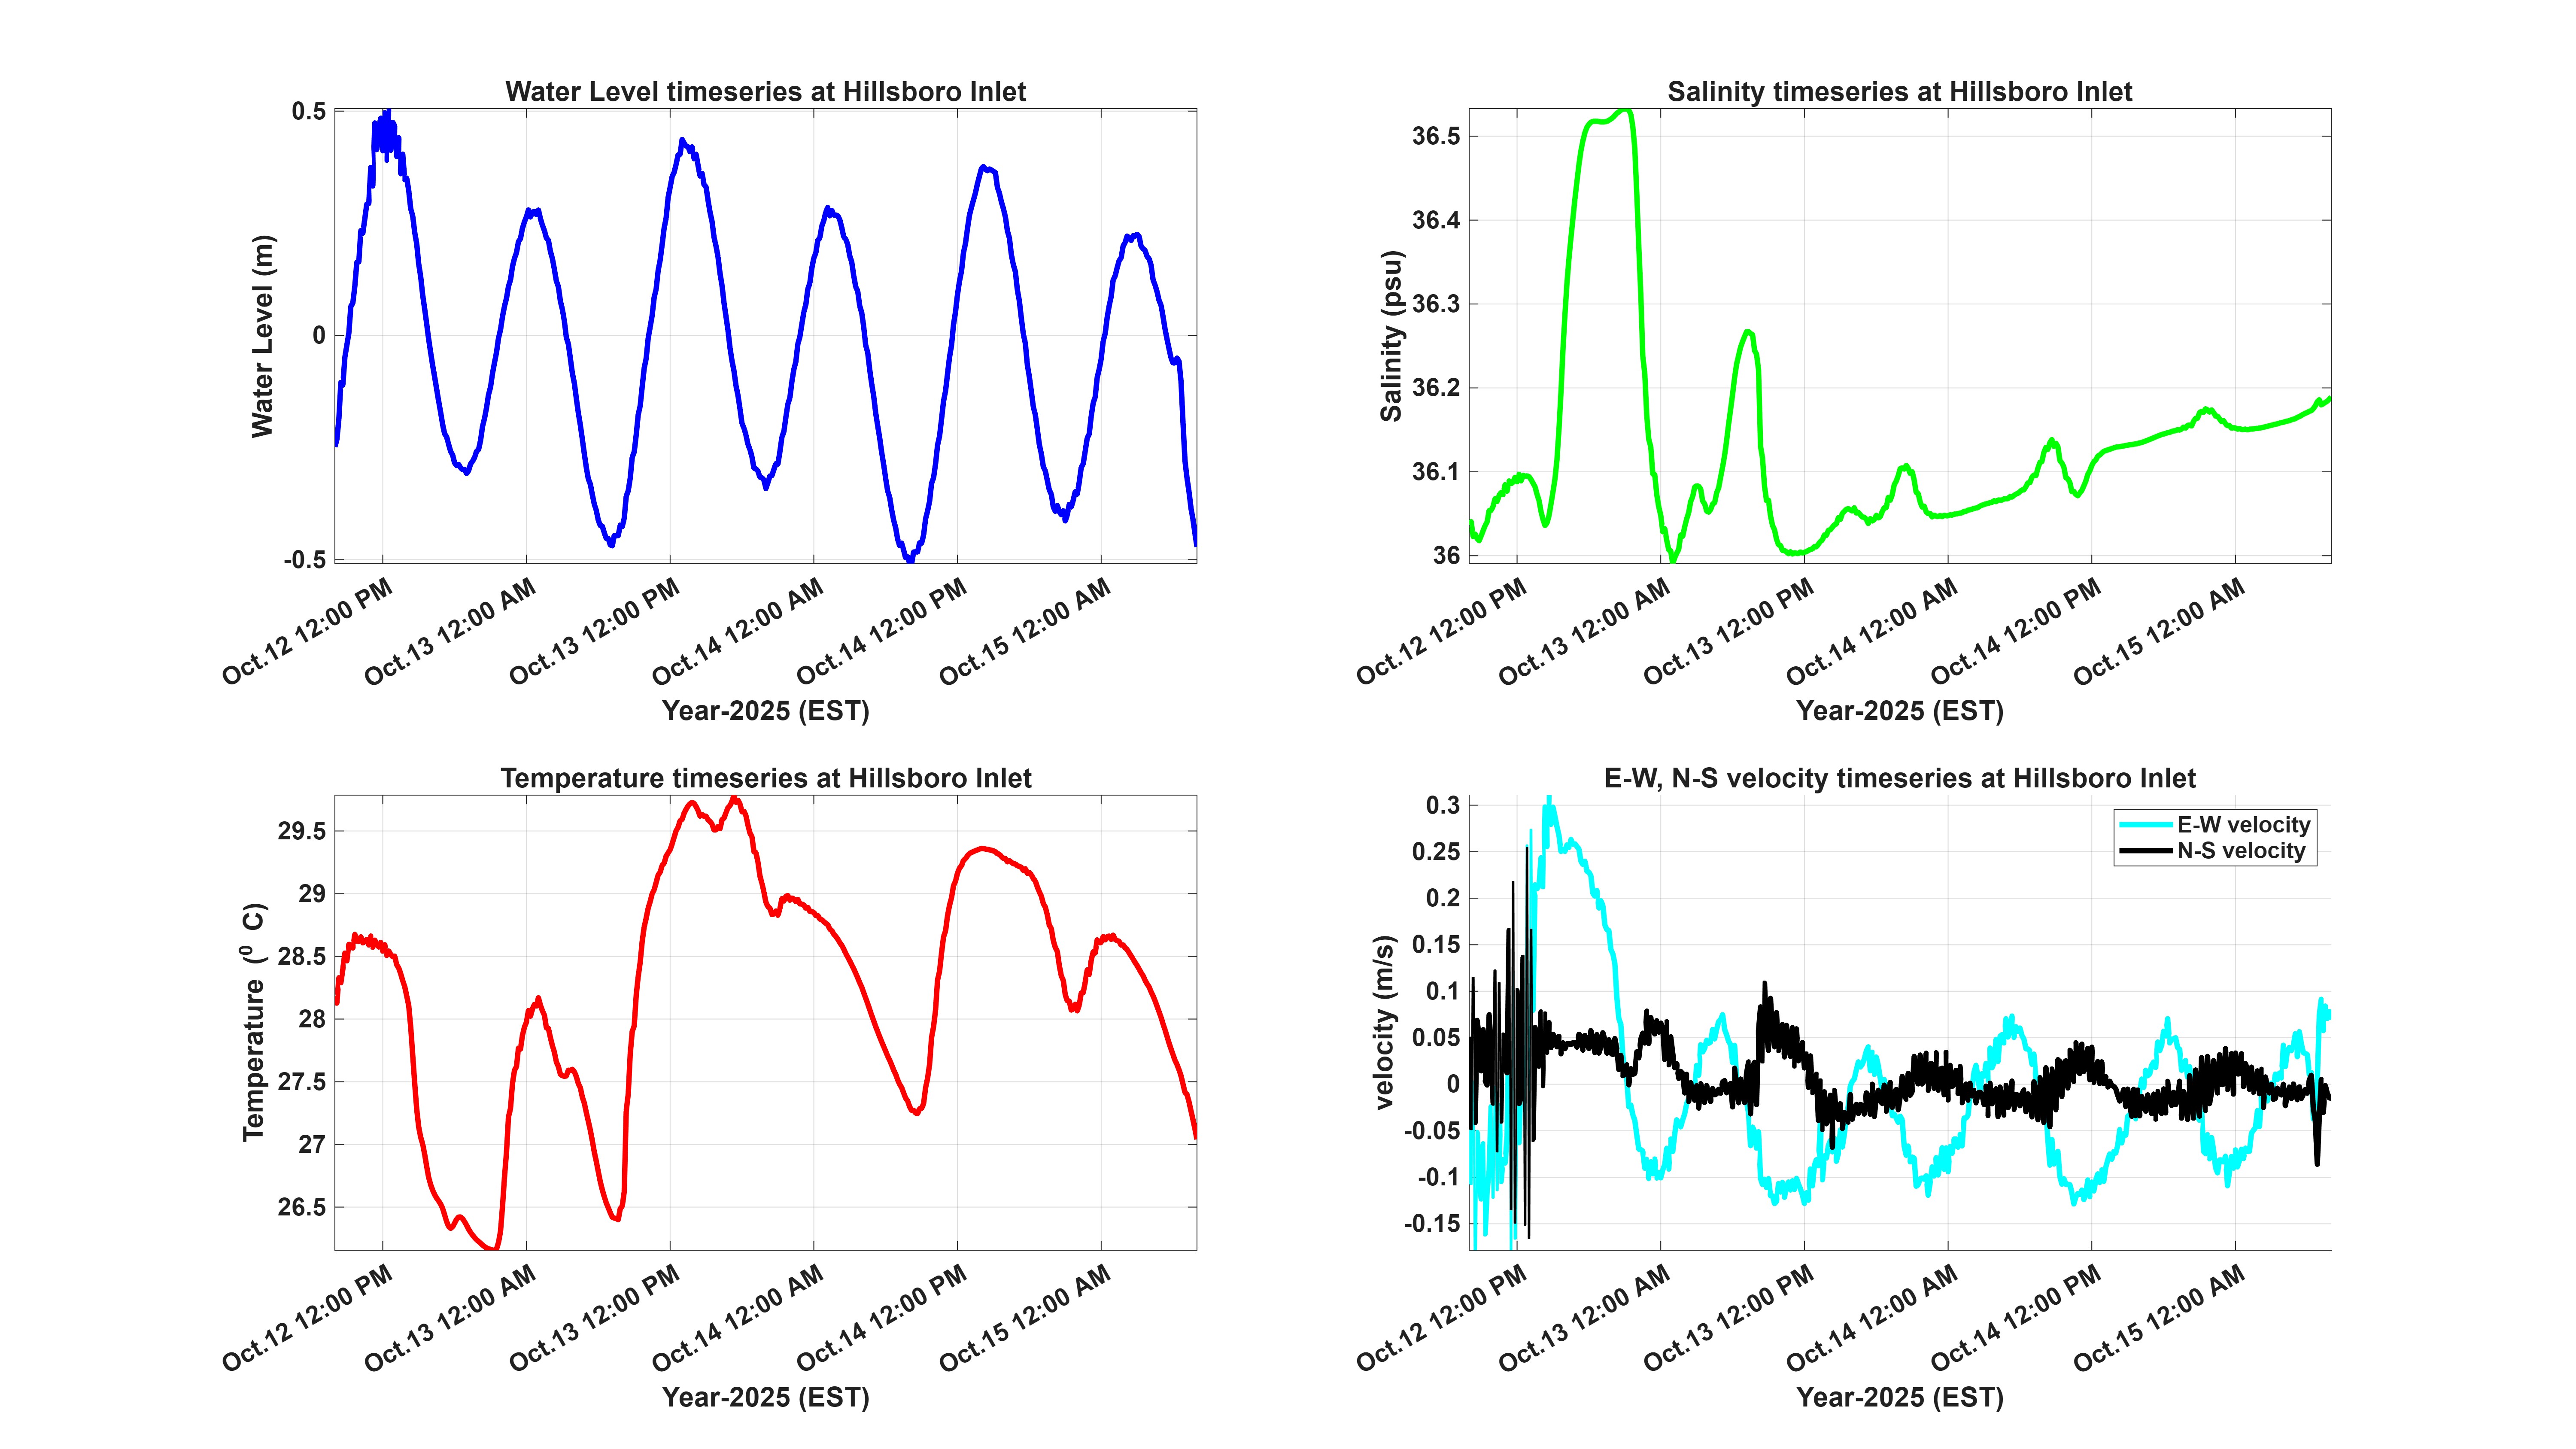 Water Level timeseries at Hillsboro Inlet
Water Level (m)
0.5
0
-0.5
Oct.12 12:00 PM
Oct.13 12:00 AM
Oct.13 12:00 PM
Oct.14 12:00 AM
Oct.14 12:00 PM
Oct.15 12:00 AM
Year-2025 (EST)
Salinity timeseries at Hillsboro Inlet
Salinity (psu)
36.5
36.4
36.3
36.2
36.1
36
Oct.12 12:00 PM
Oct.13 12:00 AM
Oct.13 12:00 PM
Oct.14 12:00 AM
Oct.14 12:00 PM
Oct.15 12:00 AM
Year-2025 (EST)
Temperature timeseries at Hillsboro Inlet
Temperature (⁰ C)
29.5
29
28.5
28
27.5
27
26.5
Oct.12 12:00 PM
Oct.13 12:00 AM
Oct.13 12:00 PM
Oct.14 12:00 AM
Oct.14 12:00 PM
Oct.15 12:00 AM
Year-2025 (EST)
E-W, N-S velocity timeseries at Hillsboro Inlet
velocity (m/s)
0.3
0.25
0.2
0.15
0.1
0.05
0
-0.05
-0.1
-0.15
E-W velocity
N-S velocity
Oct.12 12:00 PM
Oct.13 12:00 AM
Oct.13 12:00 PM
Oct.14 12:00 AM
Oct.14 12:00 PM
Oct.15 12:00 AM
Year-2025 (EST)